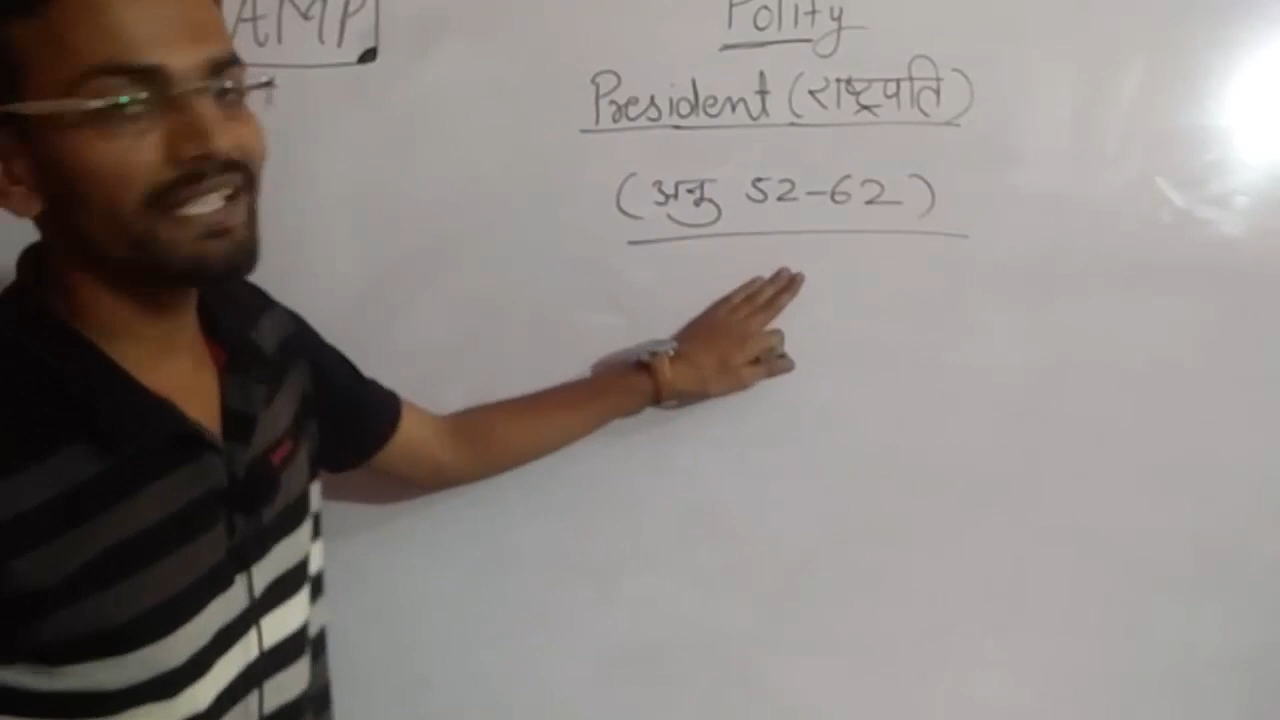 AMP
Polity
President (राष्ट्रपति)
(अनु 52-62)